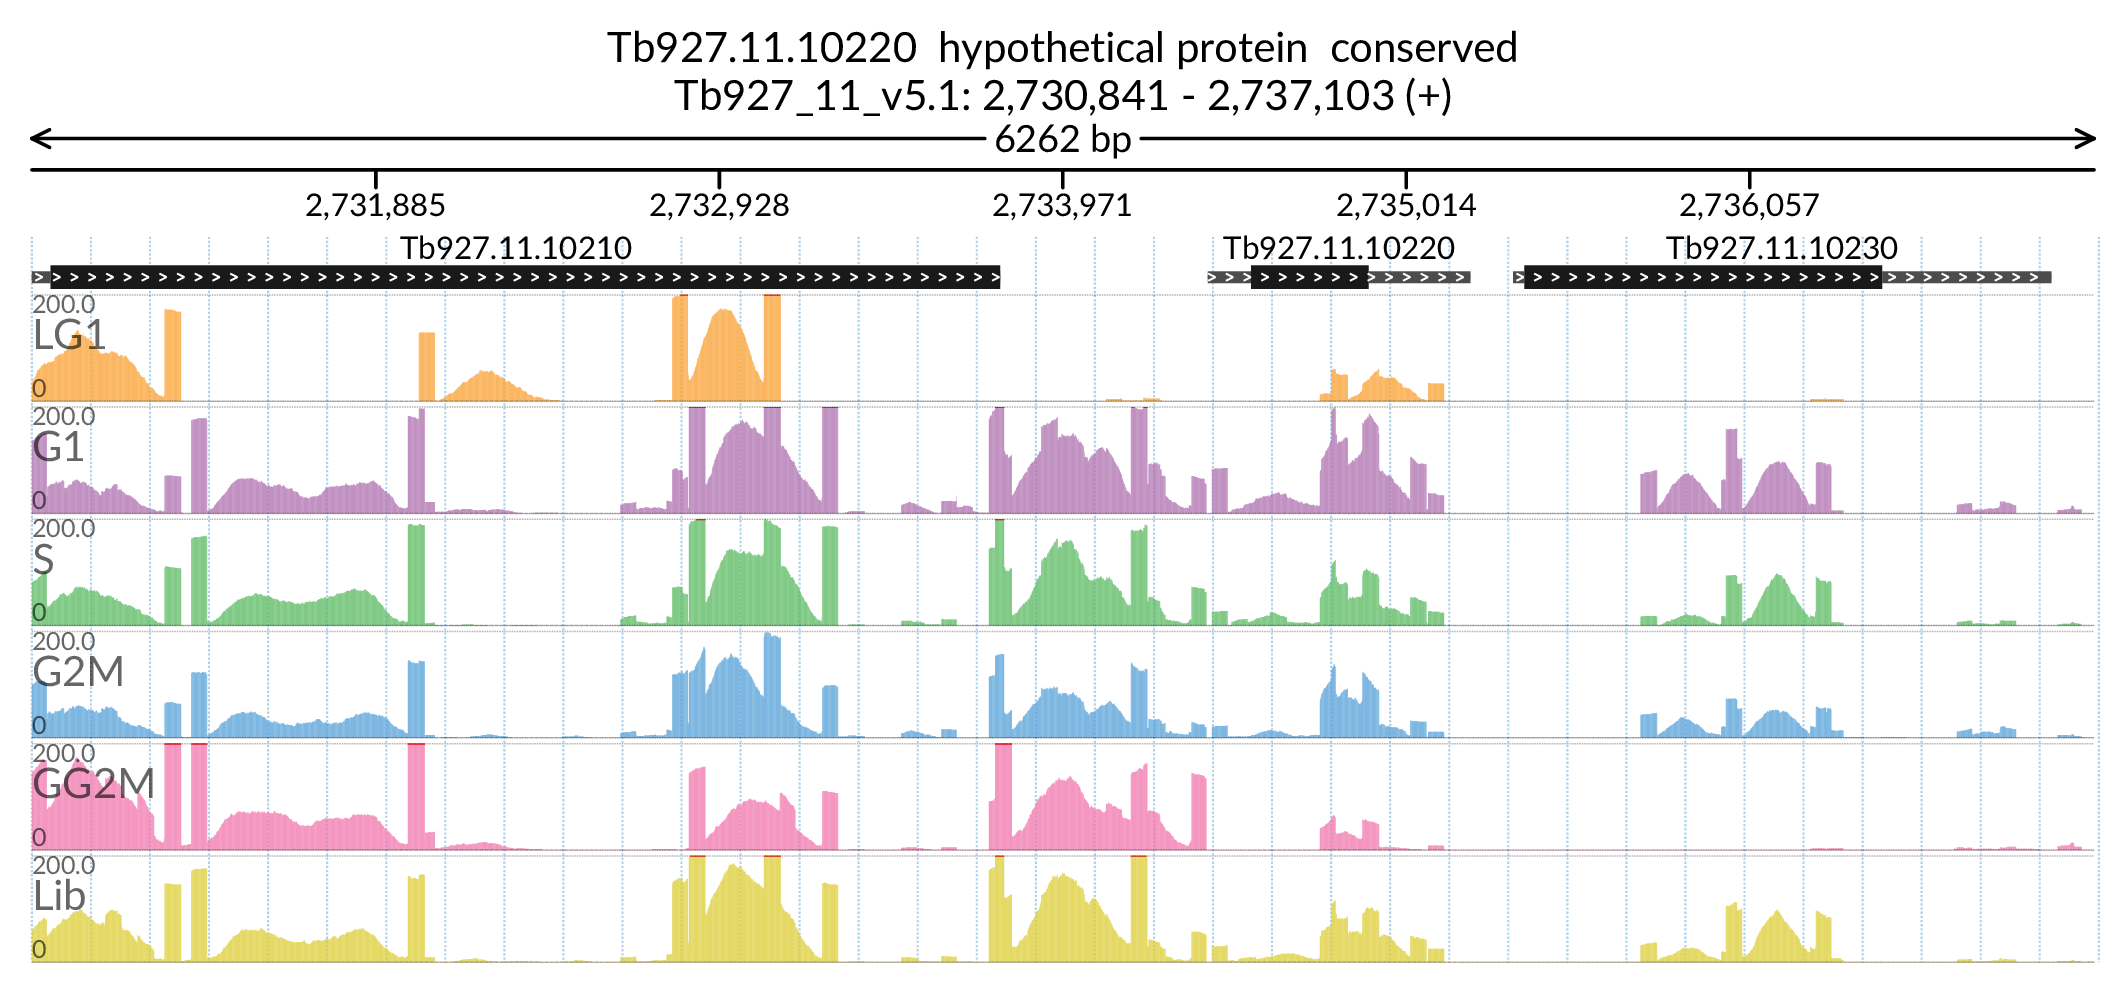 Tb927.11.10220  hypothetical protein  conserved
Tb927_11_v5.1: 2,730,841 - 2,737,103 (+)
6262 bp
2,731,885 2,732,928 2,733,971 2,735,014 2,736,057
Tb927.11.10210 Tb927.11.10220 Tb927.11.10230
200.0
LG1
0
200.0
G1
0
200.0
S
0
200.0
G2M
0
200.0
GG2M
0
200.0
Lib
0